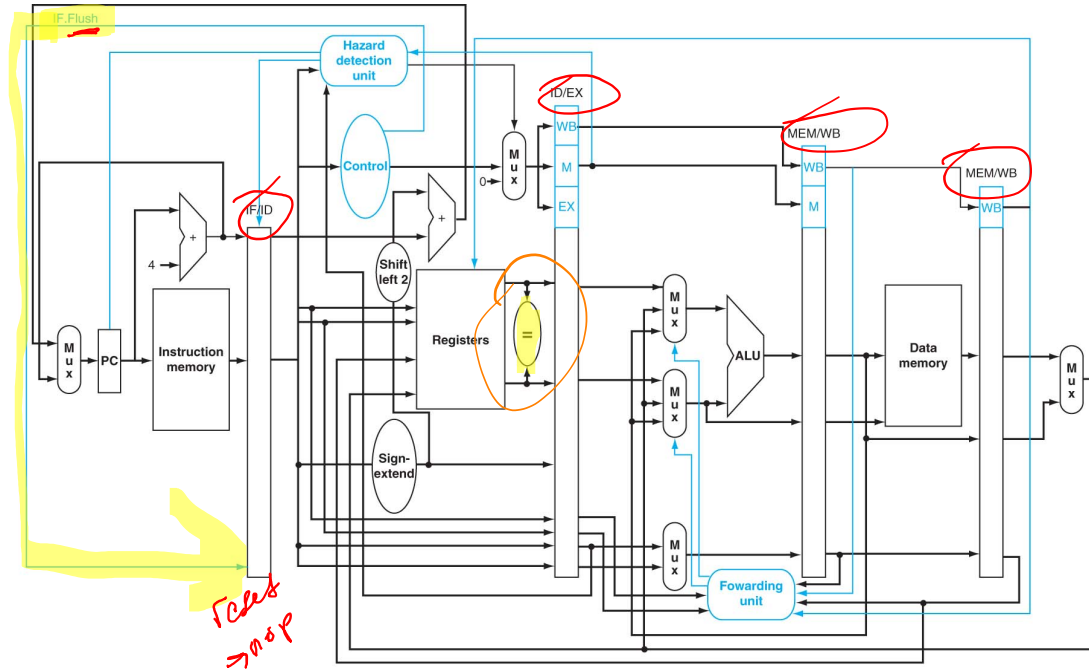 IF.Flush
Hazard
detection
unit
ID/EX
WB
MEM/WB
Control
M
u
x
M
WB
MEM/WB
0
IF/ID
EX
M
WB
+
+
4
Shift
left 2
M
u
x
PC
Instruction
memory
Registers
=
M
u
x
ALU
Data
memory
M
u
x
M
u
x
Sign-
extend
M
u
x
Fowarding
unit
reset
→ nop